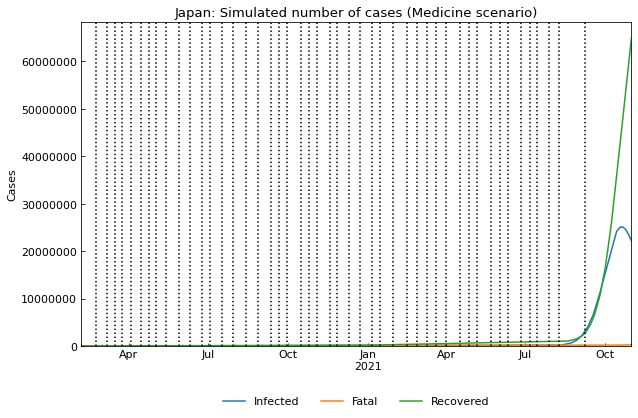 Japan: Simulated number of cases (Medicine scenario)
60000000
50000000
40000000
30000000
20000000
10000000
0
Cases
Apr Jul Oct Jan Apr Jul Oct
2021
Infected Fatal Recovered